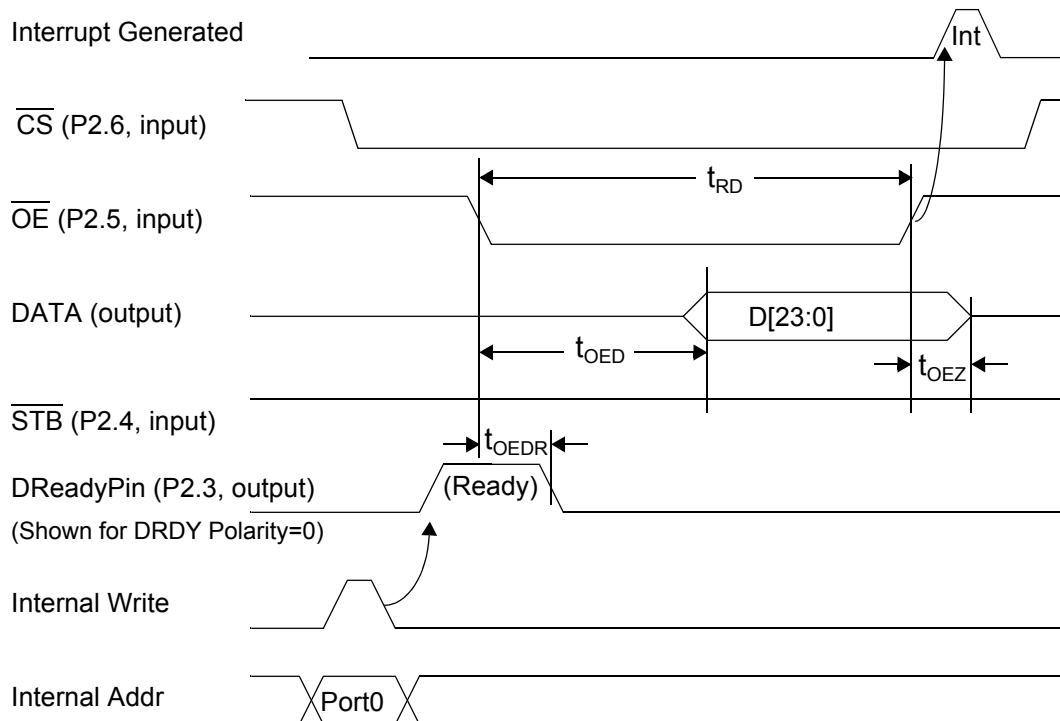 Interrupt Generated
Int
CS (P2.6, input)
tRD
OE (P2.5, input)
DATA (output)
D[23:0]
tOED
tOEZ
STB (P2.4, input)
tOEDR
DReadyPin (P2.3, output)
(Ready)
(Shown for DRDY Polarity=0)
Internal Write
Internal Addr
Port0